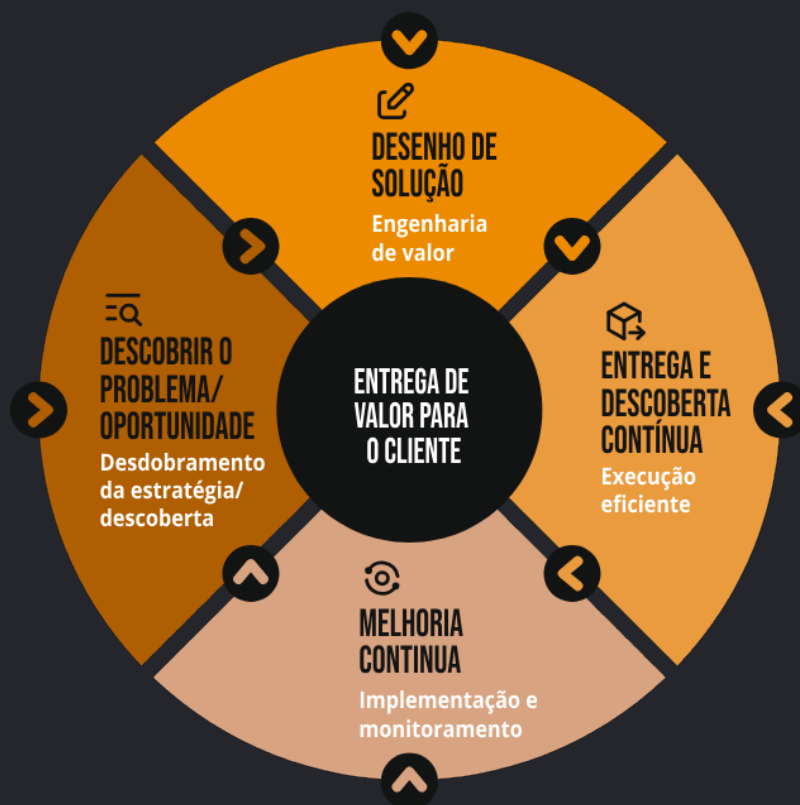 DESENHO DE
SOLUÇÃO
Engenharia
de valor
DESCOBRIR O
PROBLEMA/
OPORTUNIDADE
Desdobramento
da estratégia/
descoberta
ENTREGA DE
VALOR PARA
O CLIENTE
ENTREGA E
DESCOBERTA
CONTÍNUA
Execução
eficiente
MELHORIA
CONTINUA
Implementação e
monitoramento